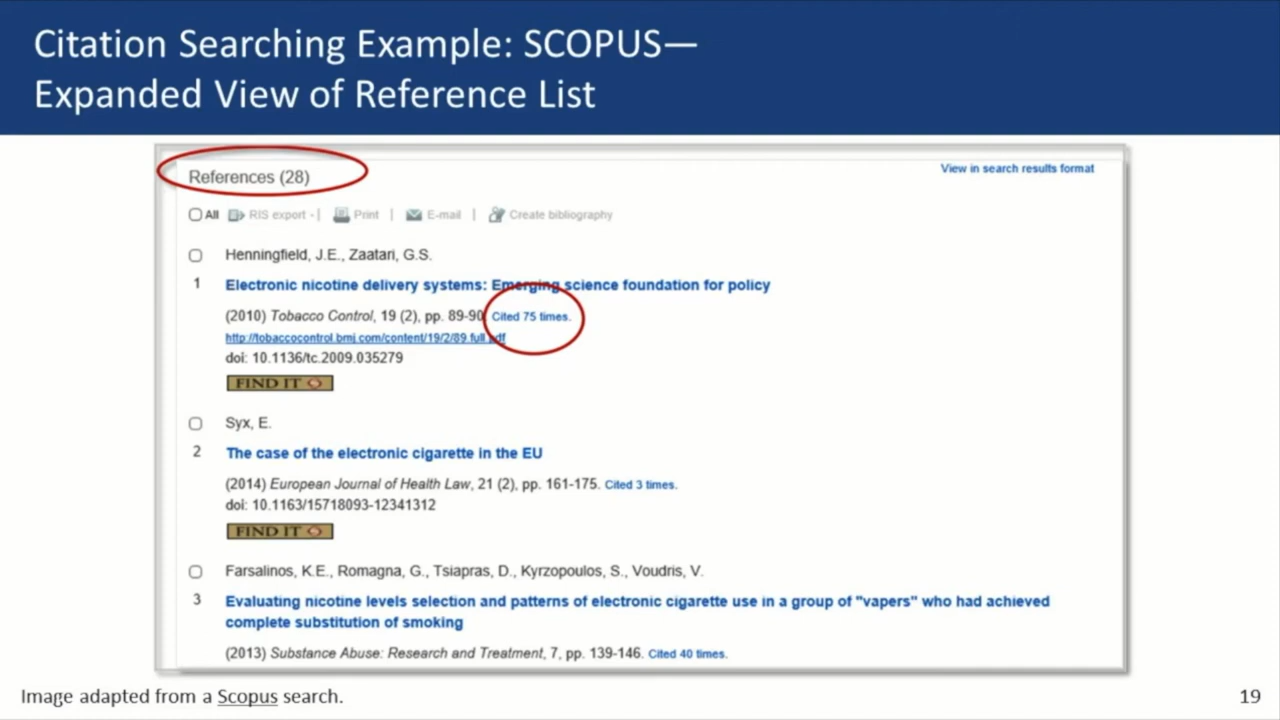 Citation Searching Example: SCOPUS—
Expanded View of Reference List
References (28)
View in search results format
All RIS export - | Print | E-mail | Create bibliography
Henningfield, J.E., Zaatari, G.S.
1 Electronic nicotine delivery systems: Emerging science foundation for policy
(2010) Tobacco Control, 19 (2), pp. 89-90. Cited 75 times.
http://tobaccocontrol.bmj.com/content/19/2/89.full.pdf
doi: 10.1136/tc.2009.035279
FIND IT
Syx, E.
2 The case of the electronic cigarette in the EU
(2014) European Journal of Health Law, 21 (2), pp. 161-175. Cited 3 times.
doi: 10.1163/15718093-12341312
FIND IT
Farsalinos, K.E., Romagna, G., Tsiapras, D., Kyrzopoulos, S., Voudris, V.
3 Evaluating nicotine levels selection and patterns of electronic cigarette use in a group of "vapers" who had achieved
complete substitution of smoking
(2013) Substance Abuse: Research and Treatment, 7, pp. 139-146. Cited 40 times.
Image adapted from a Scopus search.
19